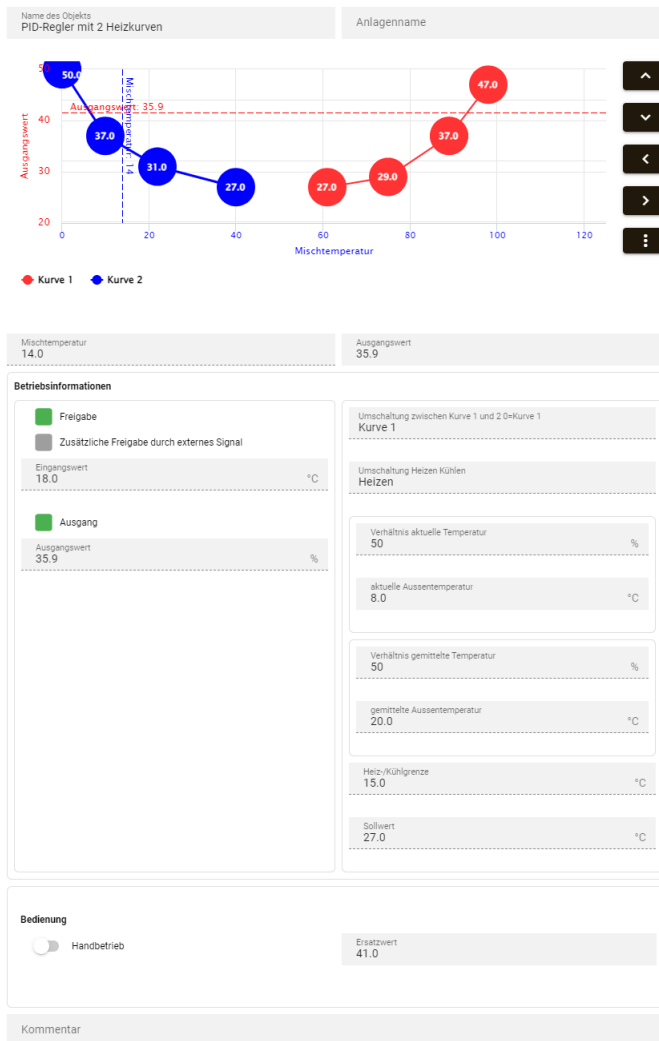 Name des Objekts
PID-Regler mit 2 Heizkurven
Anlagenname
50
40
30
20
Ausgangswert
50.0
37.0
31.0
27.0
27.0
29.0
37.0
47.0
Ausgangswert: 35.9
Mischtemperatur: 14
0 20 40 60 80 100 120
Mischtemperatur
Kurve 1 Kurve 2
Mischtemperatur
14.0
Ausgangswert
35.9
Betriebsinformationen
Freigabe
Zusätzliche Freigabe durch externes Signal
Eingangswert
18.0 °C
Ausgang
Ausgangswert
35.9 %
Umschaltung zwischen Kurve 1 und 2 0=Kurve 1
Kurve 1
Umschaltung Heizen Kühlen
Heizen
Verhältnis aktuelle Temperatur
50 %
aktuelle Aussentemperatur
8.0 °C
Verhältnis gemittelte Temperatur
50 %
gemittelte Aussentemperatur
20.0 °C
Heiz-/Kühlgrenze
15.0 °C
Sollwert
27.0 °C
Bedienung
Handbetrieb
Ersatzwert
41.0
Kommentar